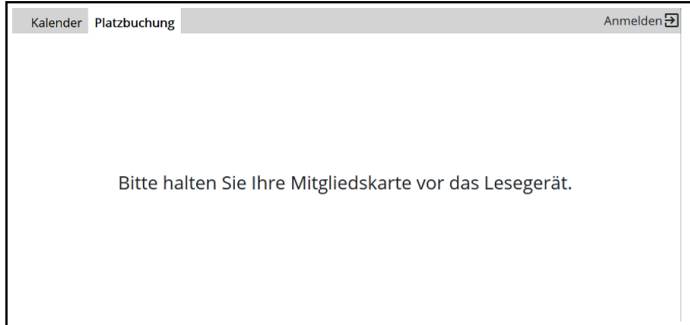 Kalender Platzbuchung Anmelden
Bitte halten Sie Ihre Mitgliedskarte vor das Lesegerät.